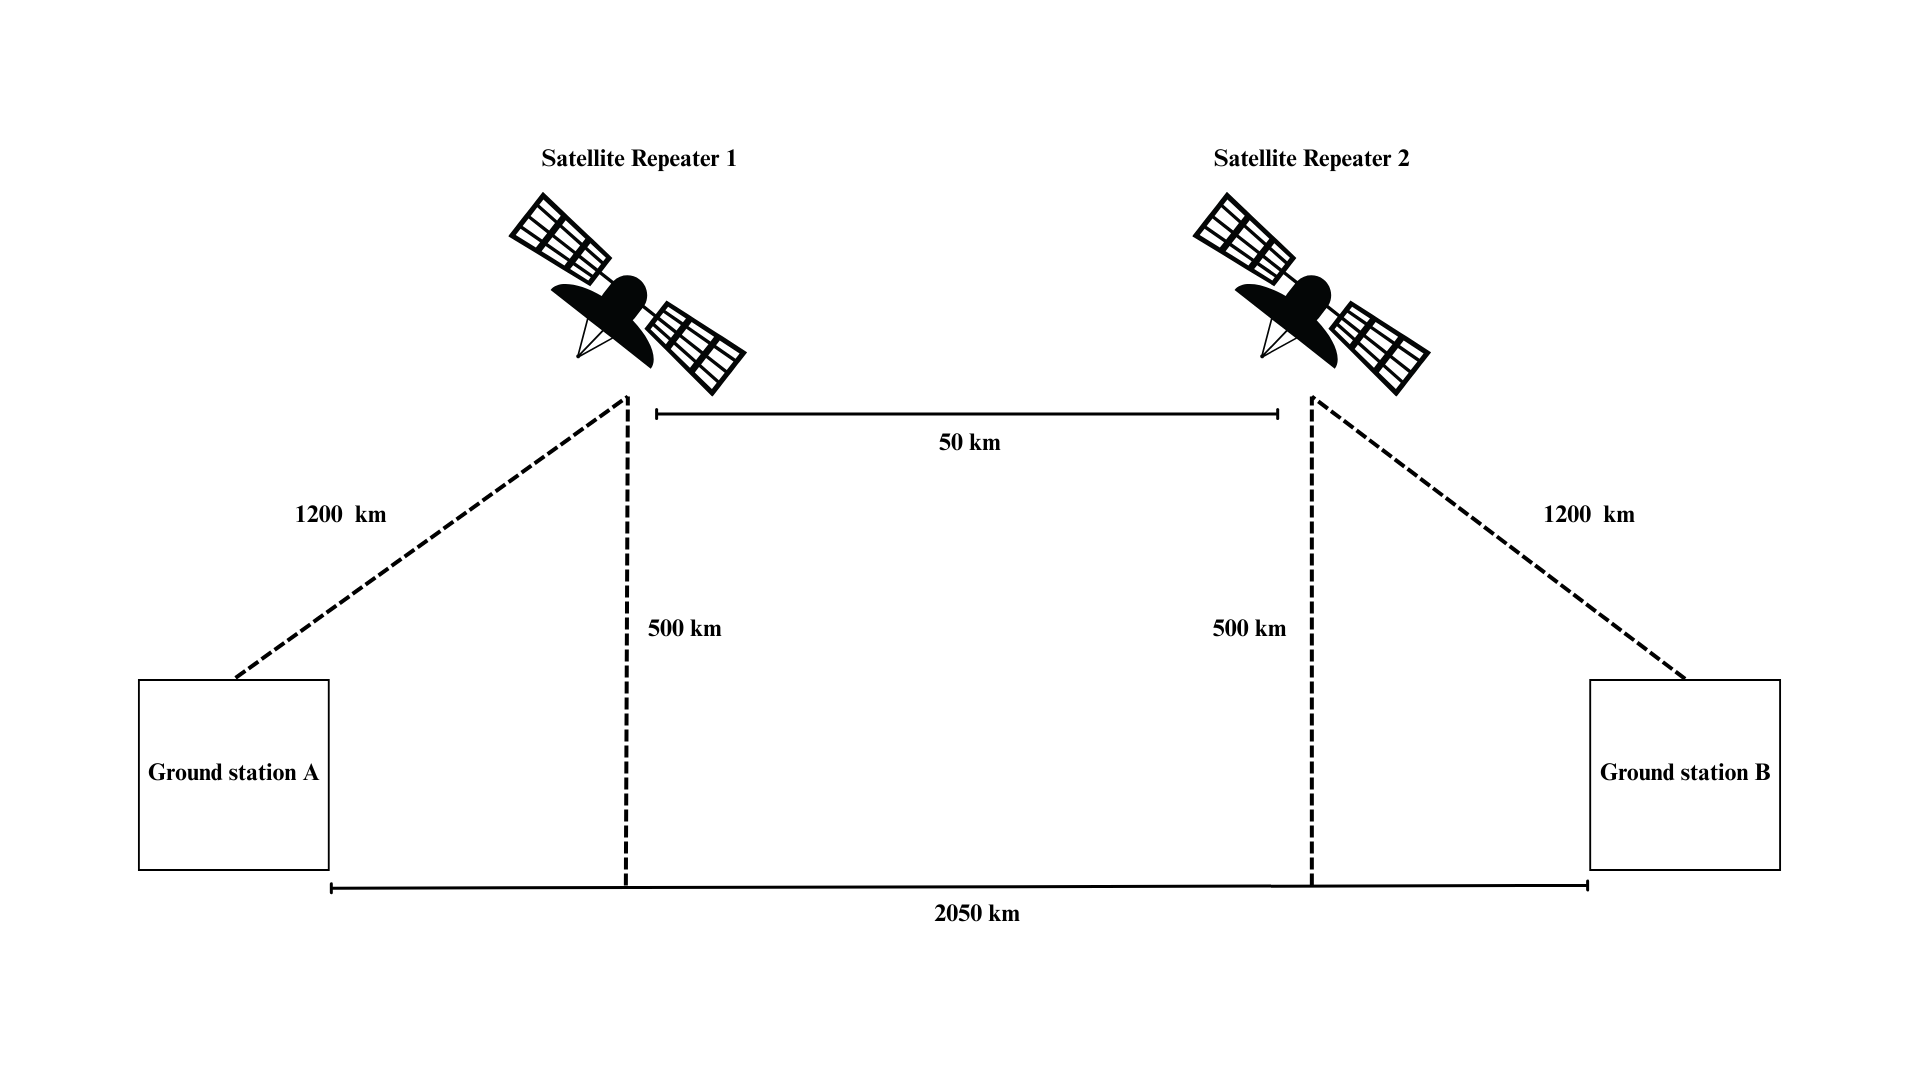 Satellite Repeater 1
Satellite Repeater 2
50 km
1200 km
1200 km
500 km
500 km
Ground station A
Ground station B
2050 km